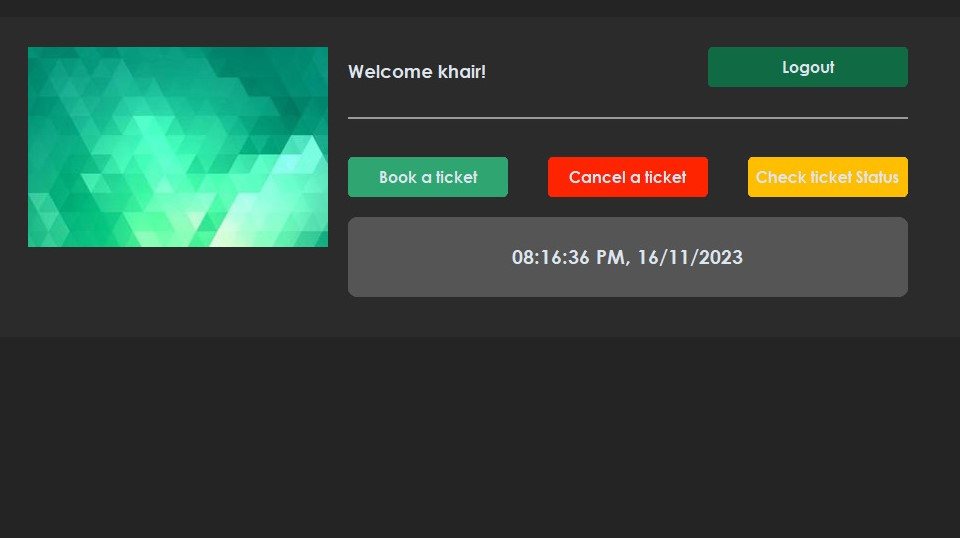 Welcome khair!
Logout
Book a ticket
Cancel a ticket
Check ticket Status
08:16:36 PM, 16/11/2023